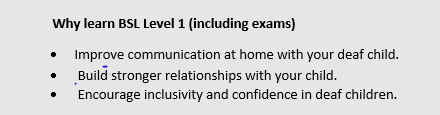 Why learn BSL Level 1 (including exams)
• Improve communication at home with your deaf child.
• Build stronger relationships with your child.
• Encourage inclusivity and confidence in deaf children.